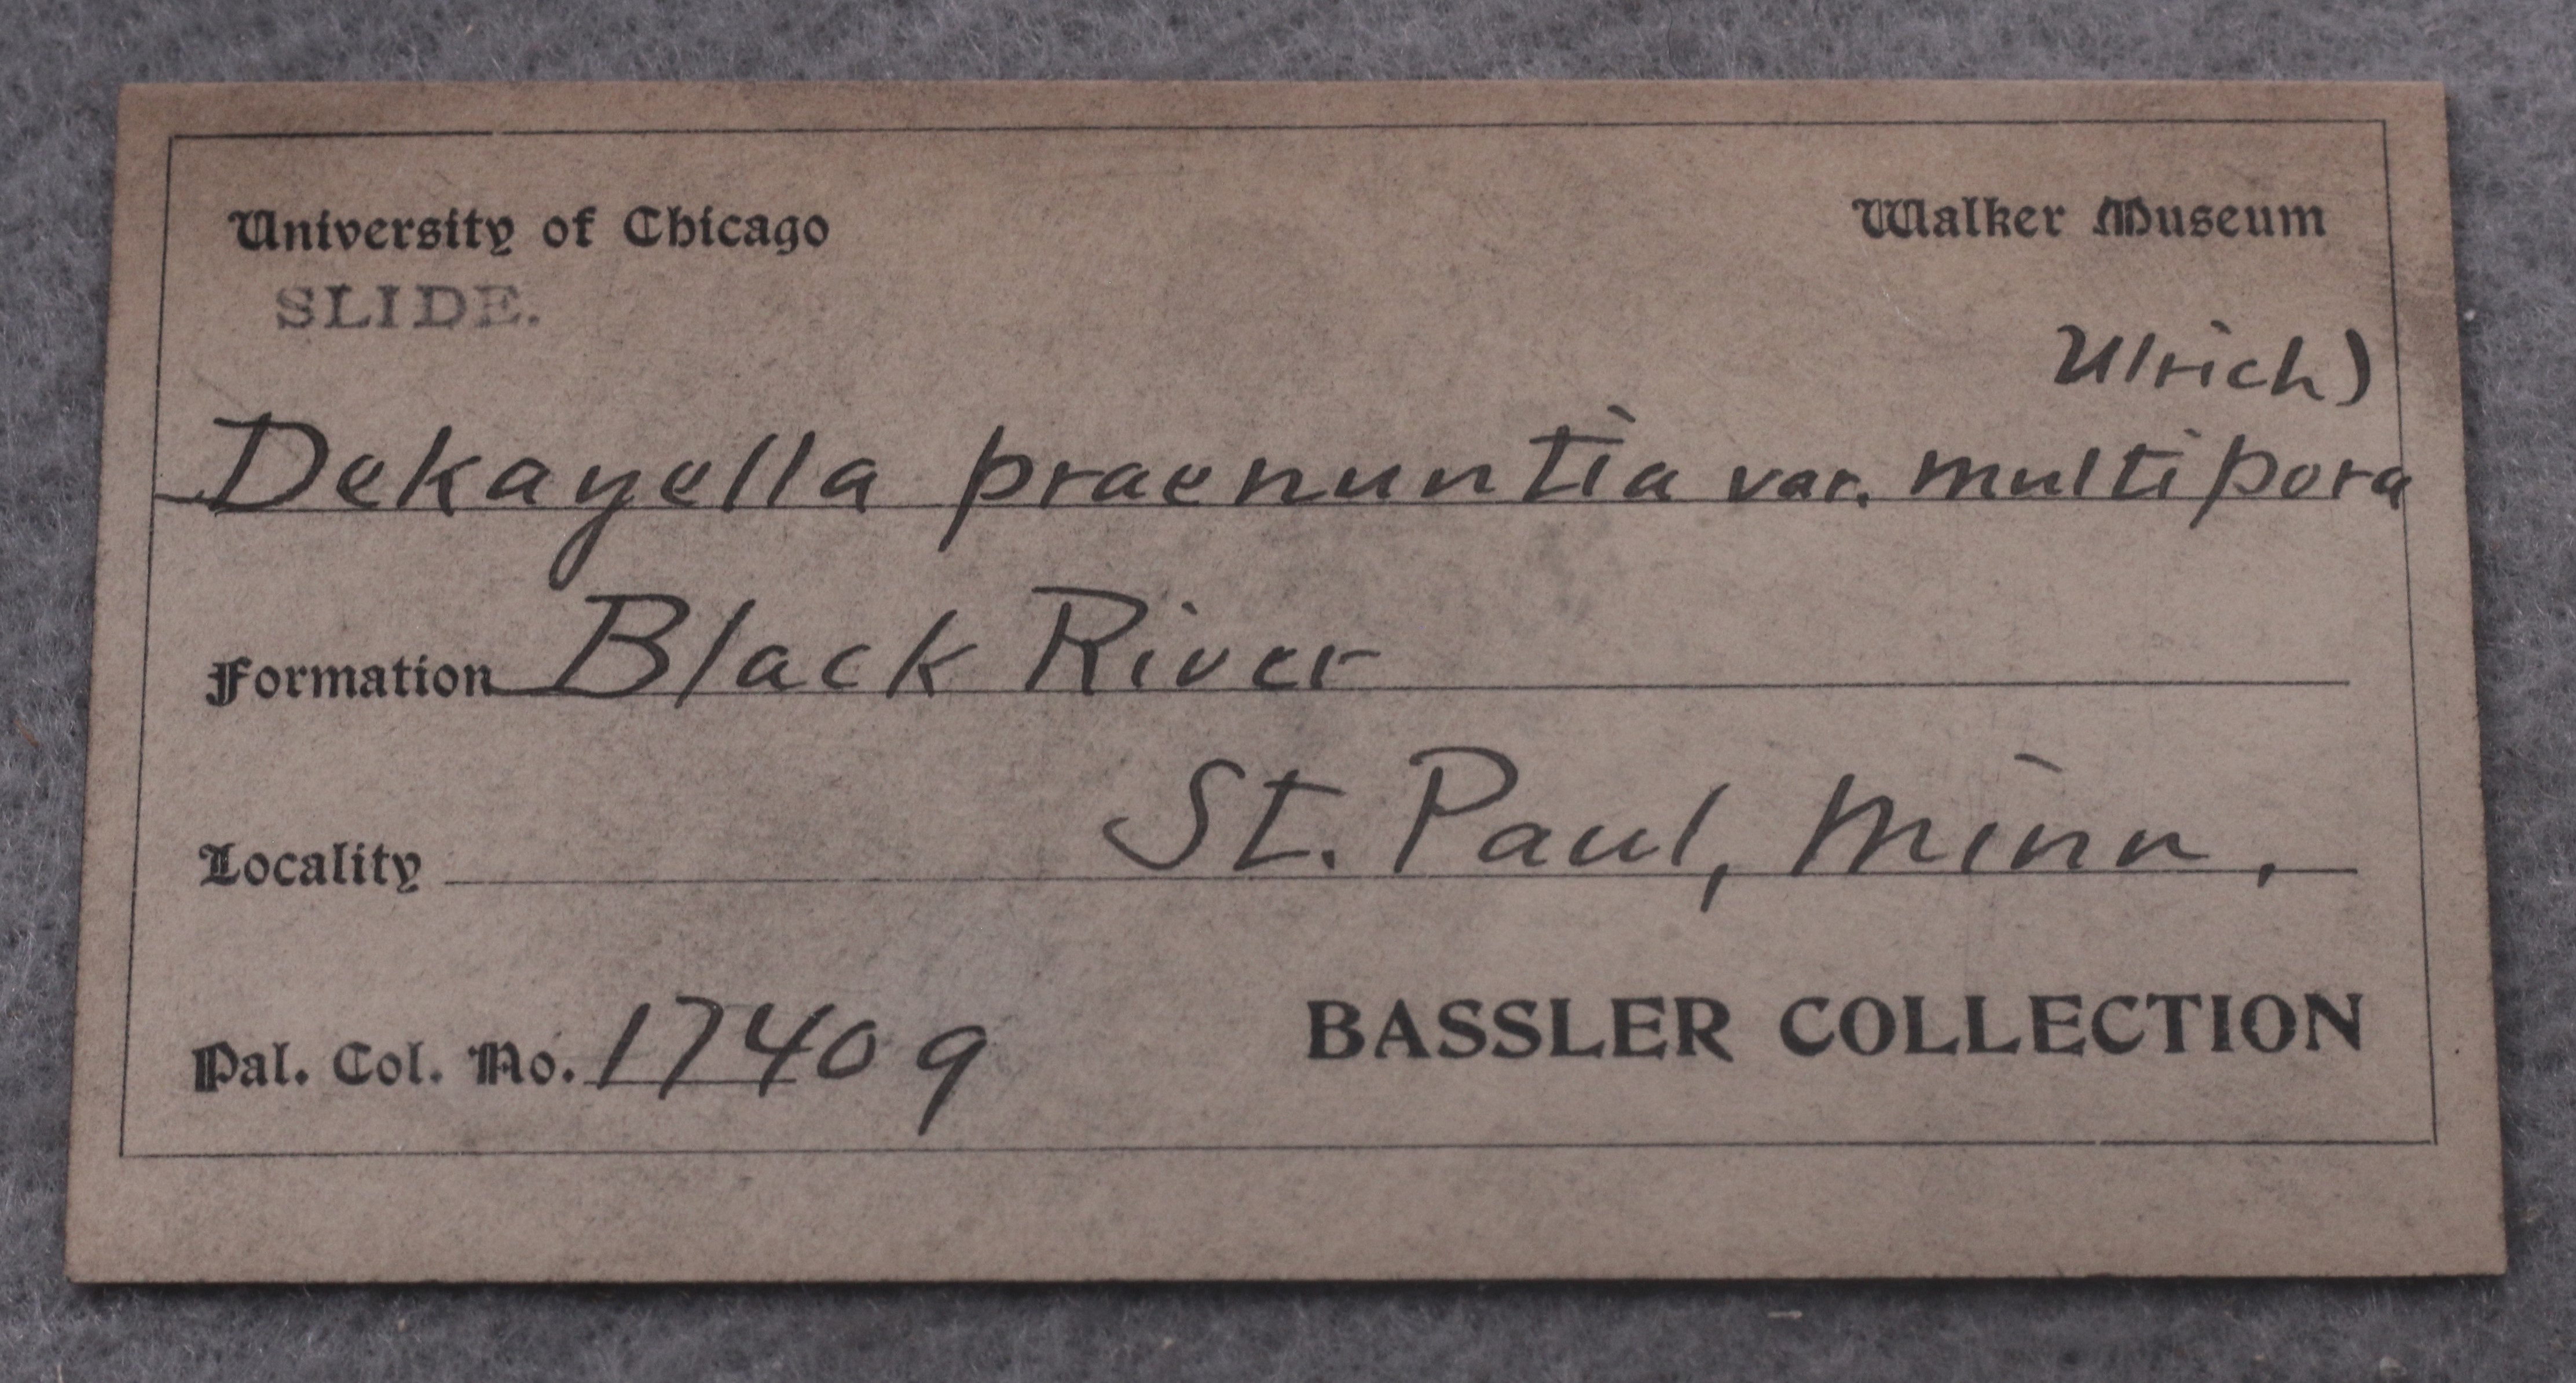 University of Chicago Walker Museum
SLIDE.
Ulrich)
Dekayella praenuntia var. multipora
Formation Black River
Locality St. Paul, Minn.
Pal. Col. No. 17409 BASSLER COLLECTION